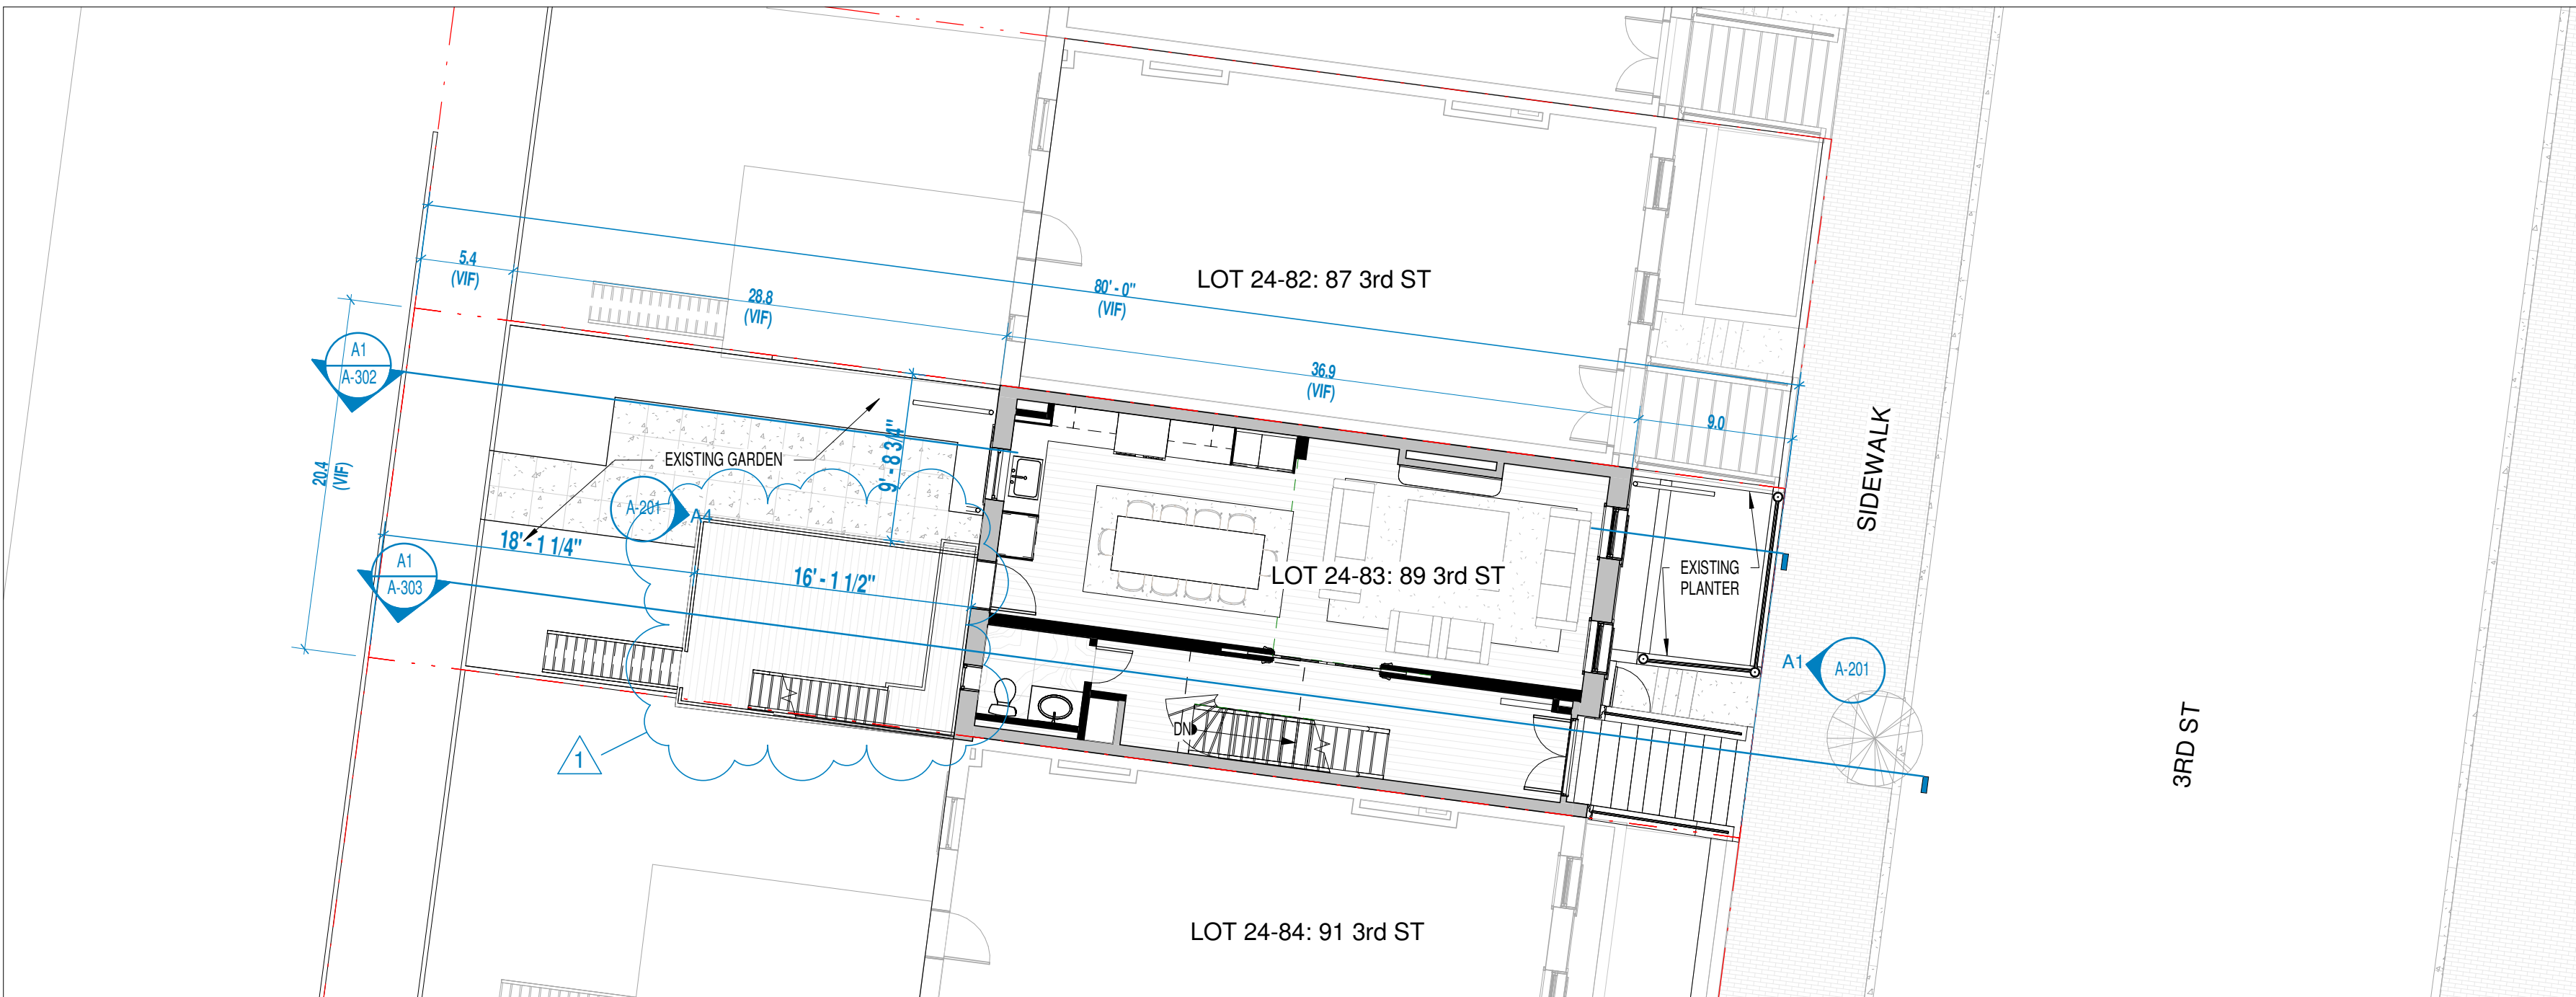 5.4
(VIF)
28.8
(VIF)
80' - 0"
(VIF)
LOT 24-82: 87 3rd ST
36.9
(VIF)
9.0
A1
A-302
20.4
(VIF)
EXISTING GARDEN
9' - 8 3/4"
A-201
A4
18' - 1 1/4"
16' - 1 1/2"
A1
A-303
LOT 24-83: 89 3rd ST
EXISTING
PLANTER
SIDEWALK
A1
A-201
3RD ST
DN
1
LOT 24-84: 91 3rd ST